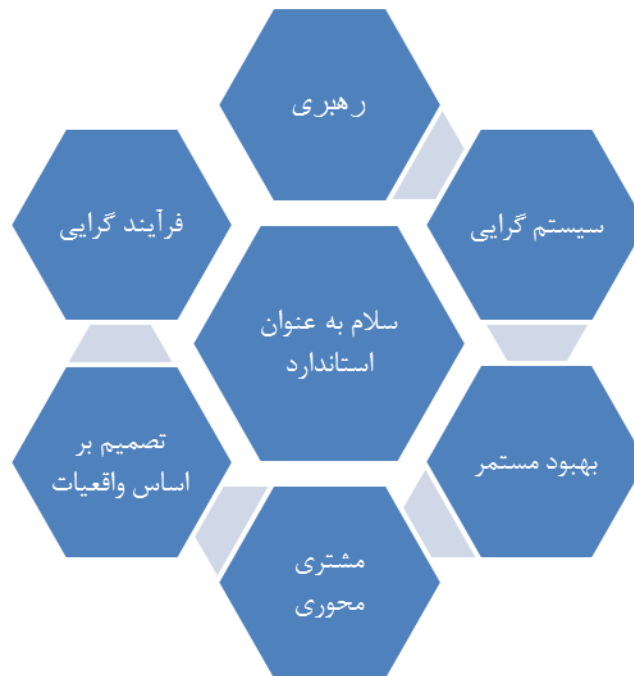 رهبری
سیستم گرایی
فرآیند گرایی
سلام به عنوان
استاندارد
بهبود مستمر
تصمیم بر
اساس واقعیات
مشتری
محوری